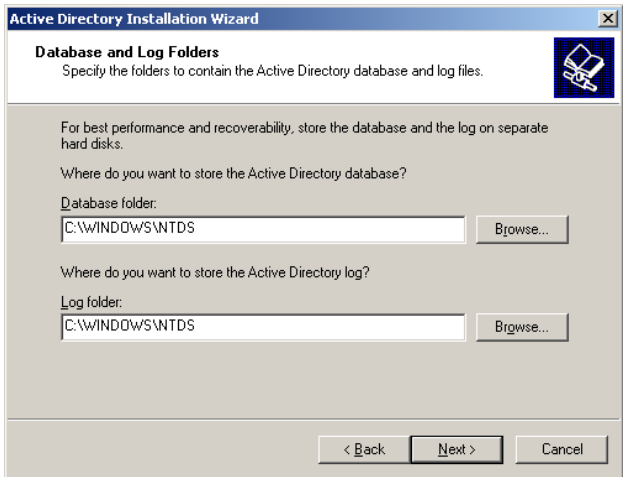 Active Directory Installation Wizard
Database and Log Folders
Specify the folders to contain the Active Directory database and log files.
For best performance and recoverability, store the database and the log on separate
hard disks.
Where do you want to store the Active Directory database?
Database folder:
C:\WINDOWS\NTDS
Browse...
Where do you want to store the Active Directory log?
Log folder:
C:\WINDOWS\NTDS
Browse...
< Back
Next >
Cancel